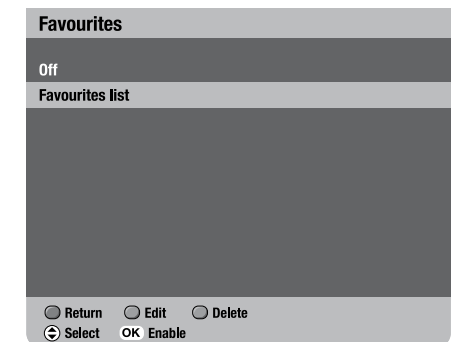 Favourites
Off
Favourites list
Return Edit Delete
Select OK Enable